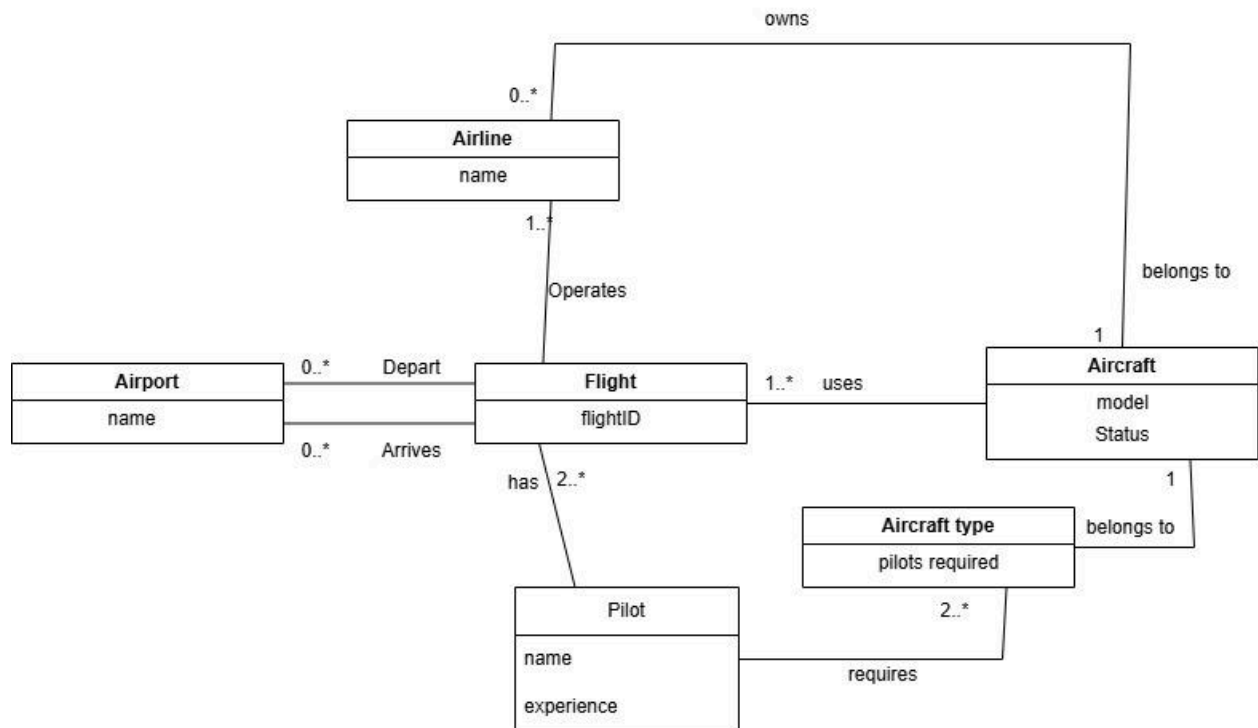 owns
0..*
Airline
name
1..*
Operates
belongs to
1
Airport
name
0..* Depart
0..* Arrives
Flight
flightID
1..* uses
Aircraft
model
Status
1
has
2..*
Aircraft type
pilots required
belongs to
2..*
Pilot
name
experience
requires